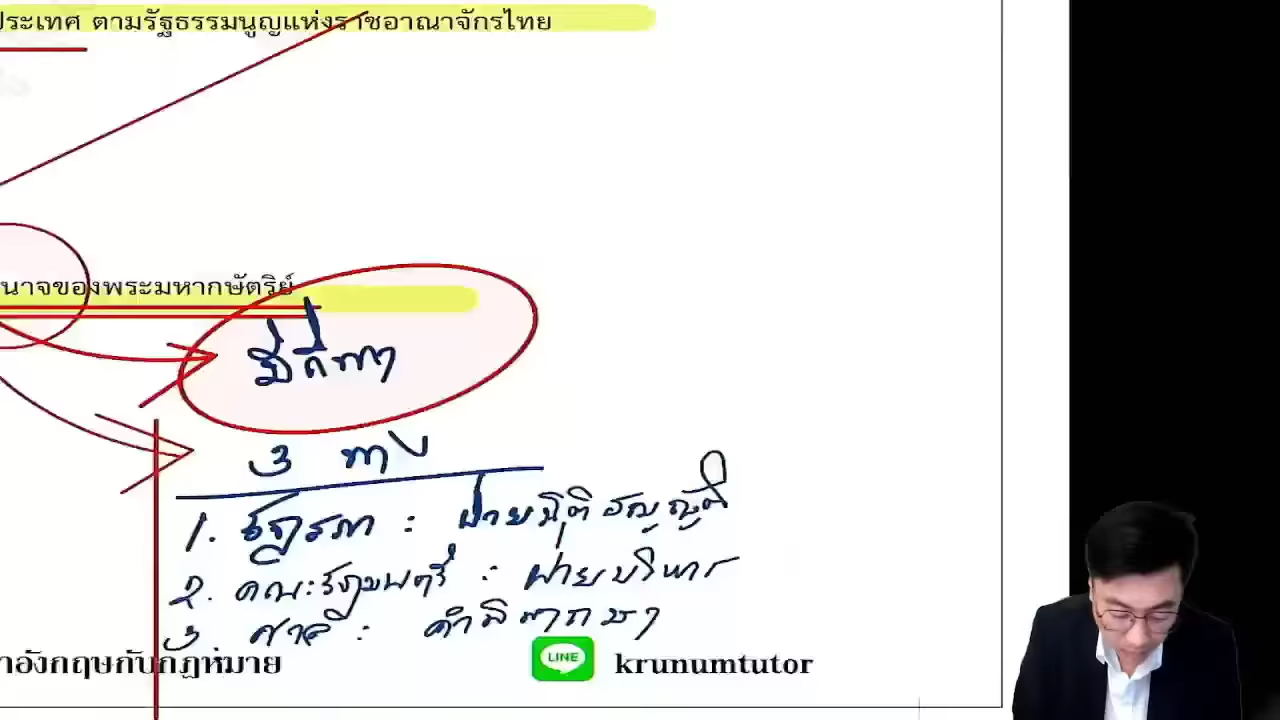 ประเทศ ตามรัฐธรรมนูญแห่งราชอาณาจักรไทย
นาจของพระมหากษัตริย์
3 ทาง
1. รัฐสภา : ฝ่ายนิติบัญญัติ
2. คณะรัฐมนตรี : ฝ่ายบริหาร
3. ศาล : คำพิพากษา
าอังกฤษกับกฎหมาย
LINE krunumtutor